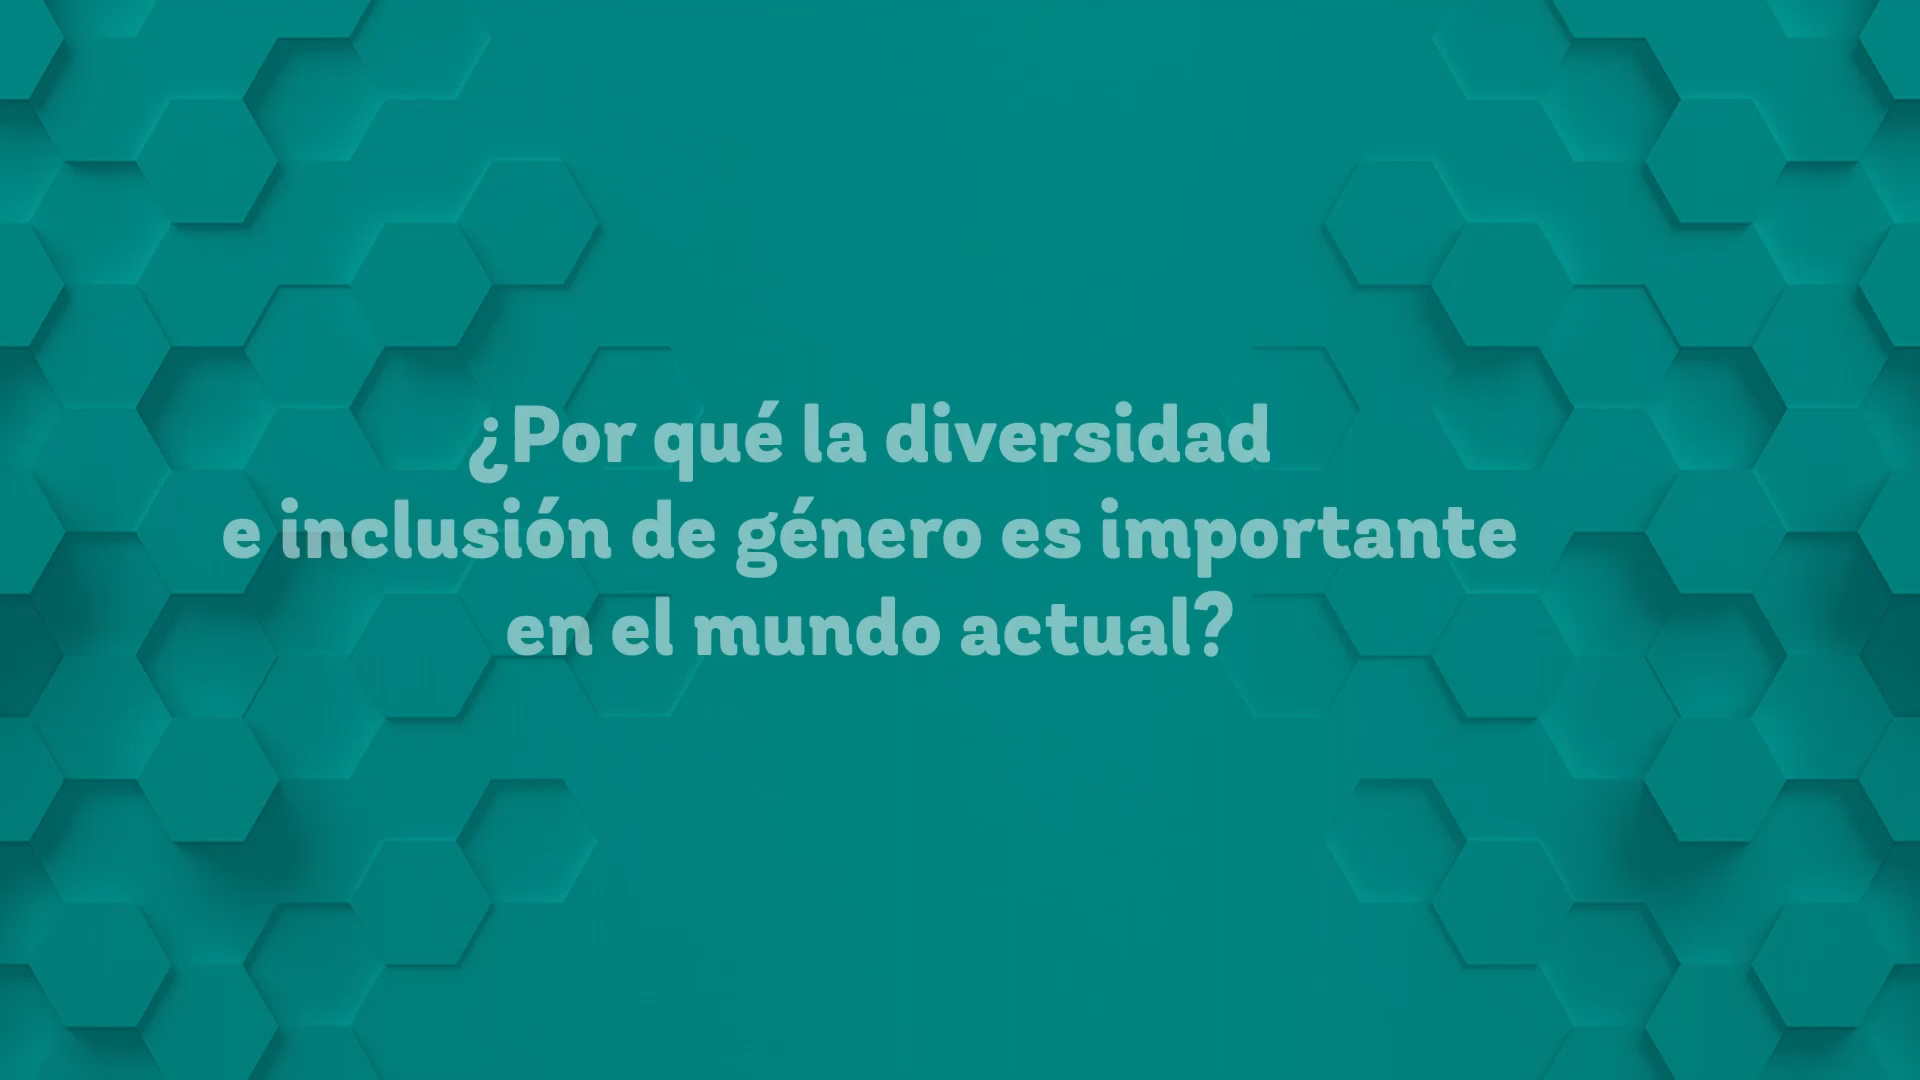 ¿Por qué la diversidad
e inclusión de género es importante
en el mundo actual?